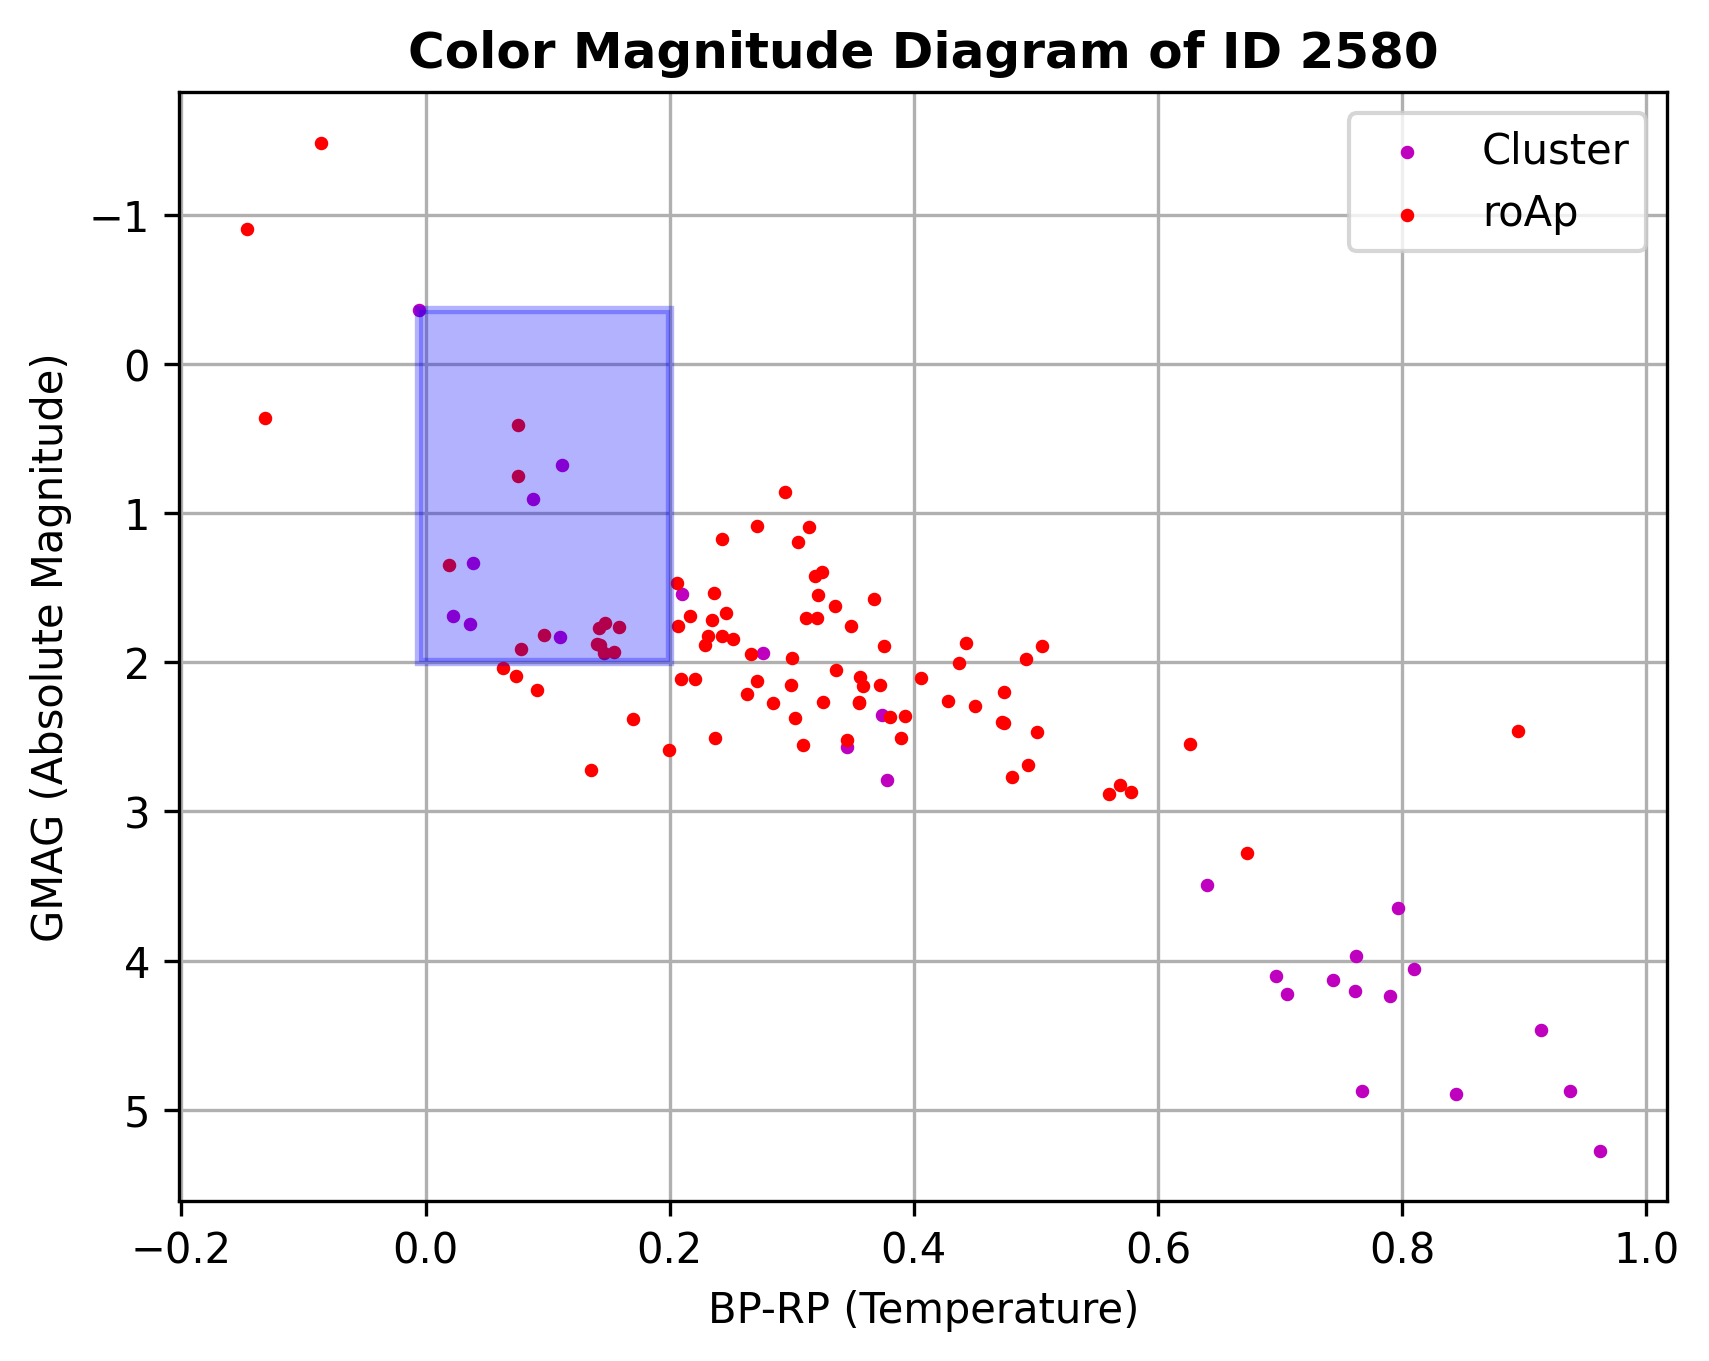 Color Magnitude Diagram of ID 2580
Cluster
roAp
GMAG (Absolute Magnitude)
−1
0
1
2
3
4
5
−0.2 0.0 0.2 0.4 0.6 0.8 1.0
BP-RP (Temperature)